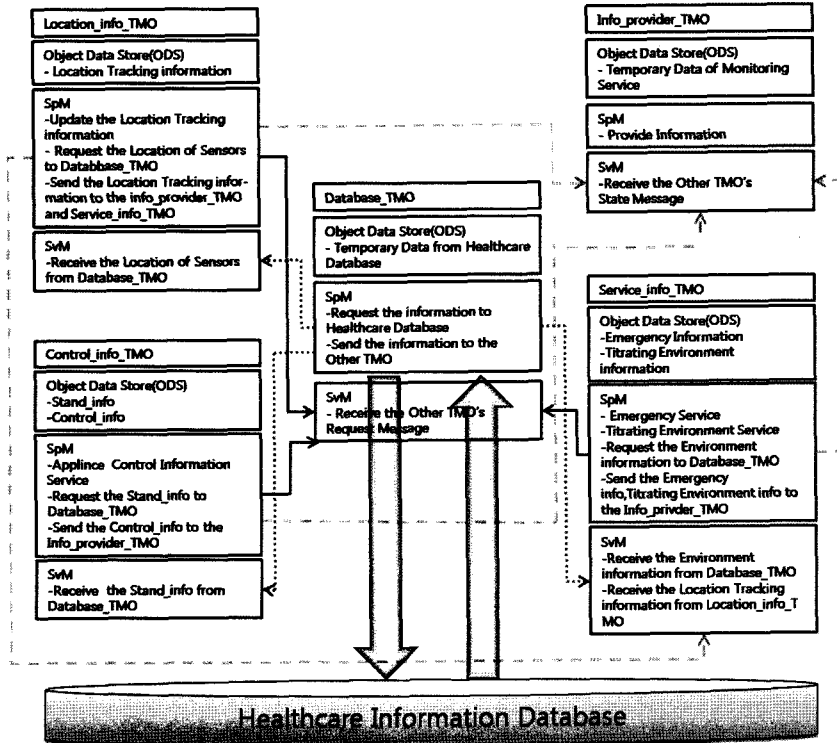 Location_info_TMO
Object Data Store(ODS)
- Location Tracking information
SpM
-Update the Location Tracking
information
- Request the Location of Sensors
to Databbase_TMO
-Send the Location Tracking infor-
mation to the info_provider_TMO
and Service_info_TMO
SvM
-Receive the Location of Sensors
from Database_TMO
Control_info_TMO
Object Data Store(ODS)
-Stand_info
-Control_info
SpM
-Applince Control Information
Service
-Request the Stand_info to
Database_TMO
-Send the Control_info to the
Info_provider_TMO
SvM
-Receive the Stand_info from
Database_TMO
Database_TMO
Object Data Store(ODS)
- Temporary Data from Healthcare
Database
SpM
-Request the information to
Healthcare Database
-Send the information to the
Other TMO
SvM
- Receive the Other TMO's
Request Message
Info_provider_TMO
Object Data Store(ODS)
- Temporary Data of Monitoring
Service
SpM
- Provide Information
SvM
-Receive the Other TMO's
State Message
Service_info_TMO
Object Data Store(ODS)
-Emergency Information
-Titrating Environment
information
SpM
- Emergency Service
-Titrating Environment Service
-Request the Environment
information to Database_TMO
-Send the Emergency
info,Titrating Environment info to
the Info_privder_TMO
SvM
-Receive the Environment
information from Database_TMO
-Receive the Location Tracking
information from Location_info_T
MO
Healthcare Information Database